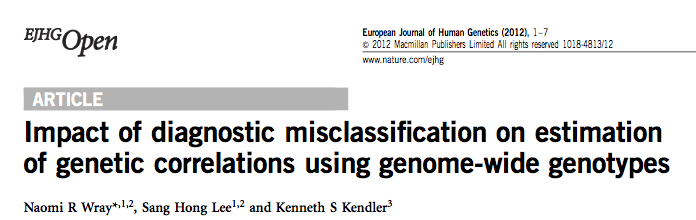 EJHGOpen
European Journal of Human Genetics (2012), 1–7
© 2012 Macmillan Publishers Limited All rights reserved 1018-4813/12
www.nature.com/ejhg
ARTICLE
Impact of diagnostic misclassification on estimation
of genetic correlations using genome-wide genotypes
Naomi R Wray*,1,2, Sang Hong Lee1,2 and Kenneth S Kendler3